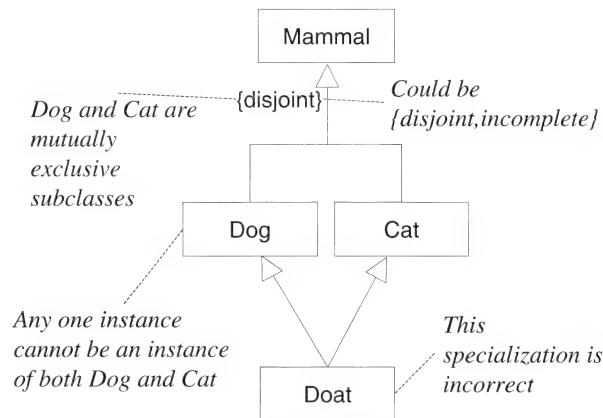 Mammal
{disjoint}
Dog and Cat are
mutually
exclusive
subclasses
Could be
{disjoint,incomplete}
Dog
Cat
Any one instance
cannot be an instance
of both Dog and Cat
Doat
This
specialization is
incorrect